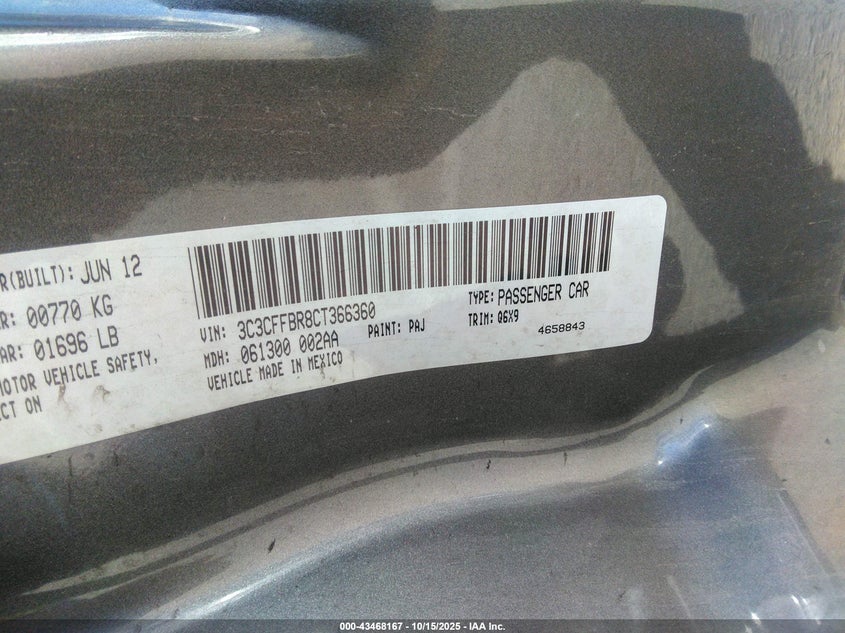 R(BUILT): JUN 12
R: 00770 KG
AR: 01696 LB
MOTOR VEHICLE SAFETY,
ECT ON
VIN: 3C3CFFBR8CT366360
TYPE: PASSENGER CAR
MDH: 061300 002AA
PAINT: PAJ
TRIM: Q6X9
VEHICLE MADE IN MEXICO
4658843
000-43468167 - 10/15/2025 - IAA Inc.